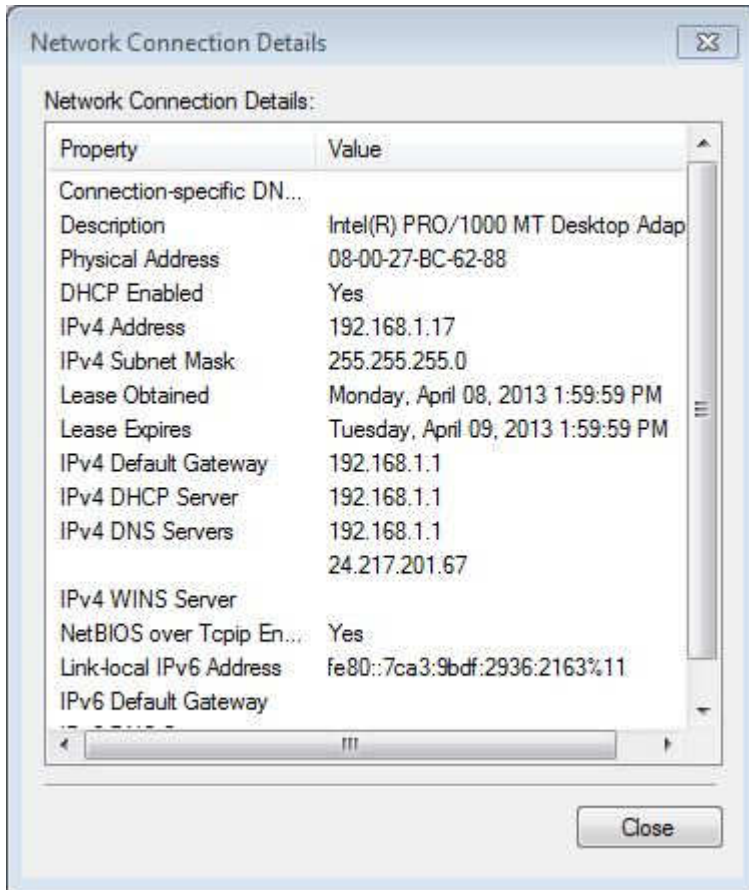 Network Connection Details
Network Connection Details:
Property Value
Connection-specific DN...
Description Intel(R) PRO/1000 MT Desktop Adap
Physical Address 08-00-27-BC-62-88
DHCP Enabled Yes
IPv4 Address 192.168.1.17
IPv4 Subnet Mask 255.255.255.0
Lease Obtained Monday, April 08, 2013 1:59:59 PM
Lease Expires Tuesday, April 09, 2013 1:59:59 PM
IPv4 Default Gateway 192.168.1.1
IPv4 DHCP Server 192.168.1.1
IPv4 DNS Servers 192.168.1.1
24.217.201.67
IPv4 WINS Server
NetBIOS over Tcpip En... Yes
Link-local IPv6 Address fe80::7ca3:9bdf:2936:2163%11
IPv6 Default Gateway
Close